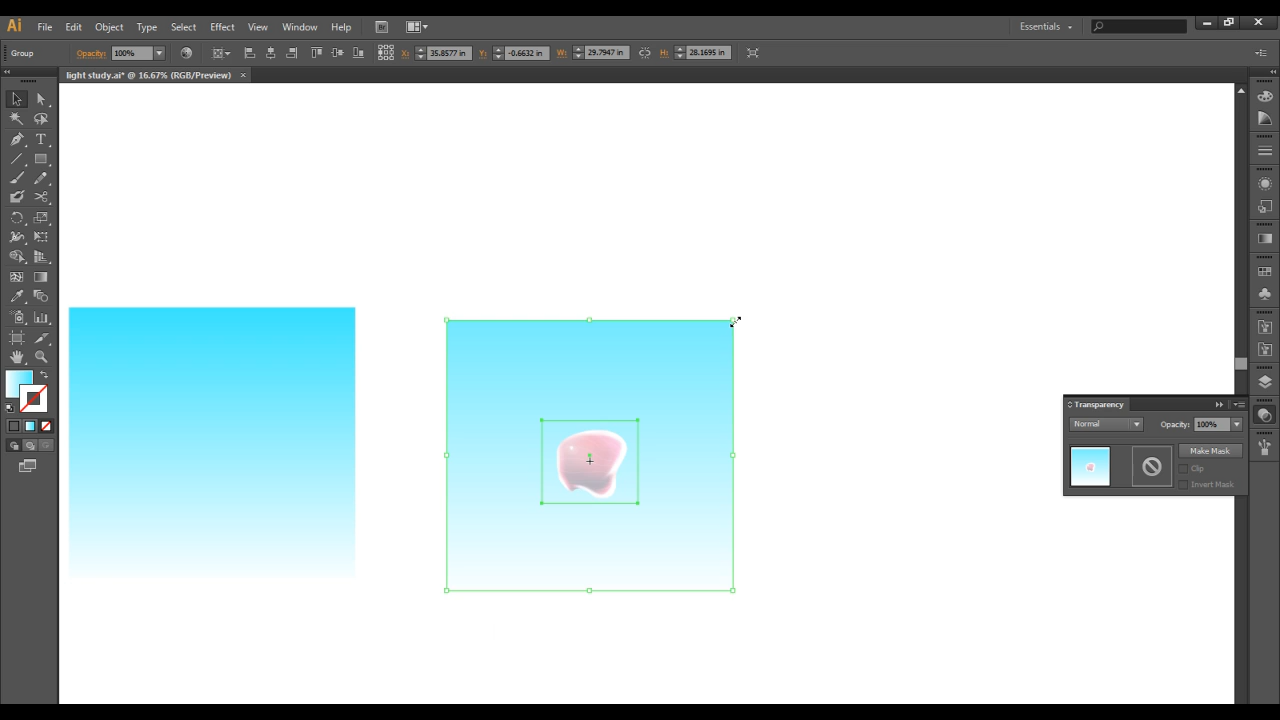 Ai File Edit Object Type Select Effect View Window Help Br Essentials
Group Opacity: 100% X: 35.8577 in Y: -0.6632 in W: 29.7947 in H: 28.1695 in
light study.ai* @ 16.67% (RGB/Preview) ×
T
Transparency
Normal Opacity: 100%
Make Mask
Clip
Invert Mask